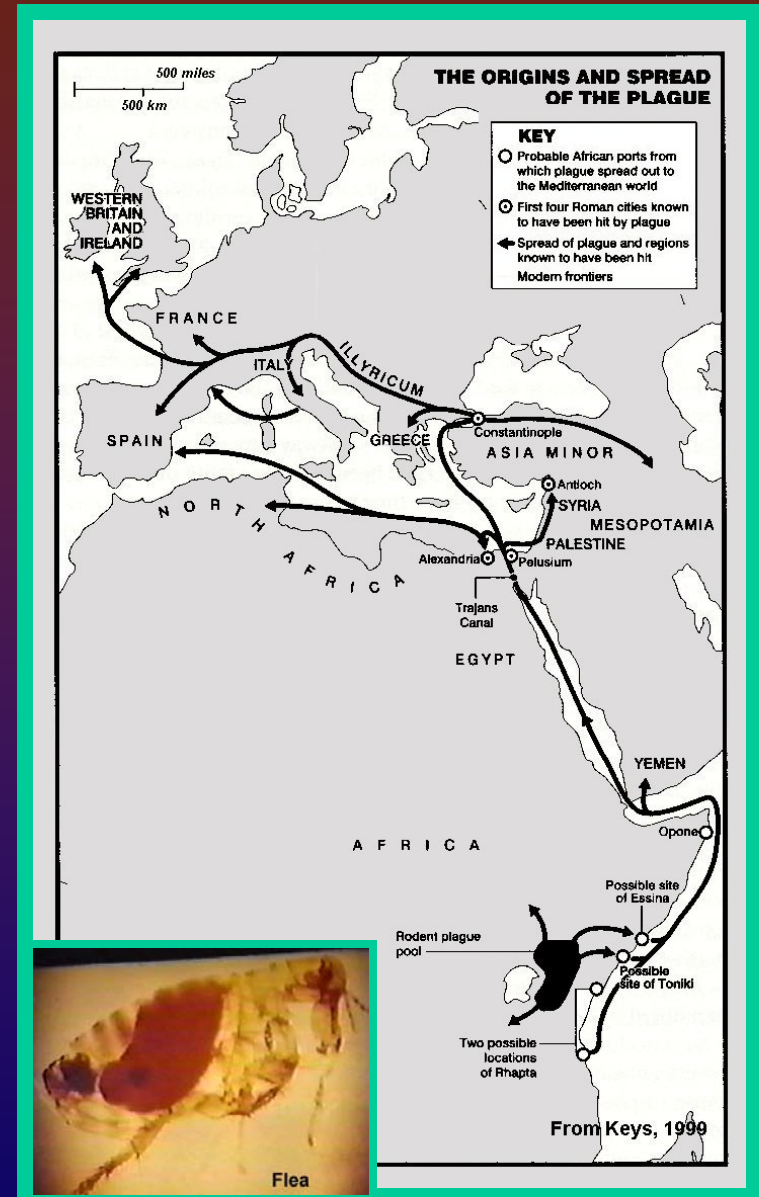 500 miles
500 km
THE ORIGINS AND SPREAD
OF THE PLAGUE
KEY
Probable African ports from
which plague spread out to
the Mediterranean world
First four Roman cities known
to have been hit by plague
Spread of plague and regions
known to have been hit
Modern frontiers
WESTERN
BRITAIN
AND
IRELAND
FRANCE
ITALY
ILLYRICUM
SPAIN
GREECE
Constantinople
ASIA MINOR
Antioch
SYRIA
MESOPOTAMIA
PALESTINE
NORTH AFRICA
Alexandria
Pelusium
Trajans
Canal
EGYPT
YEMEN
Opone
AFRICA
Possible site
of Essina
Rodent plague
pool
Possible
site of Toniki
Two possible
locations
of Rhapta
From Keys, 1999
Flea